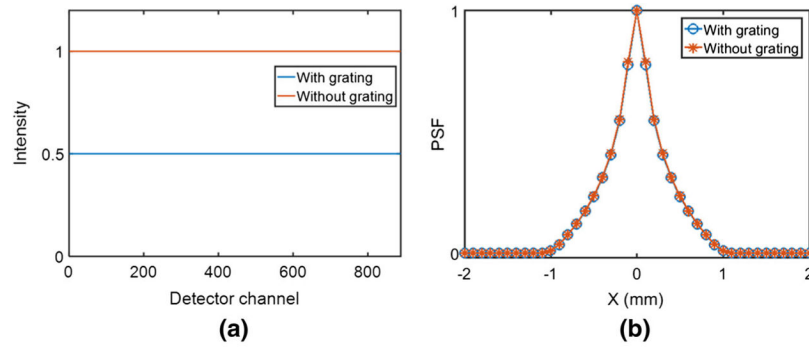 1
0.5
0
Intensity
With grating
Without grating
0 200 400 600 800
Detector channel
(a)
1
0
PSF
With grating
Without grating
-2 -1 0 1 2
X (mm)
(b)